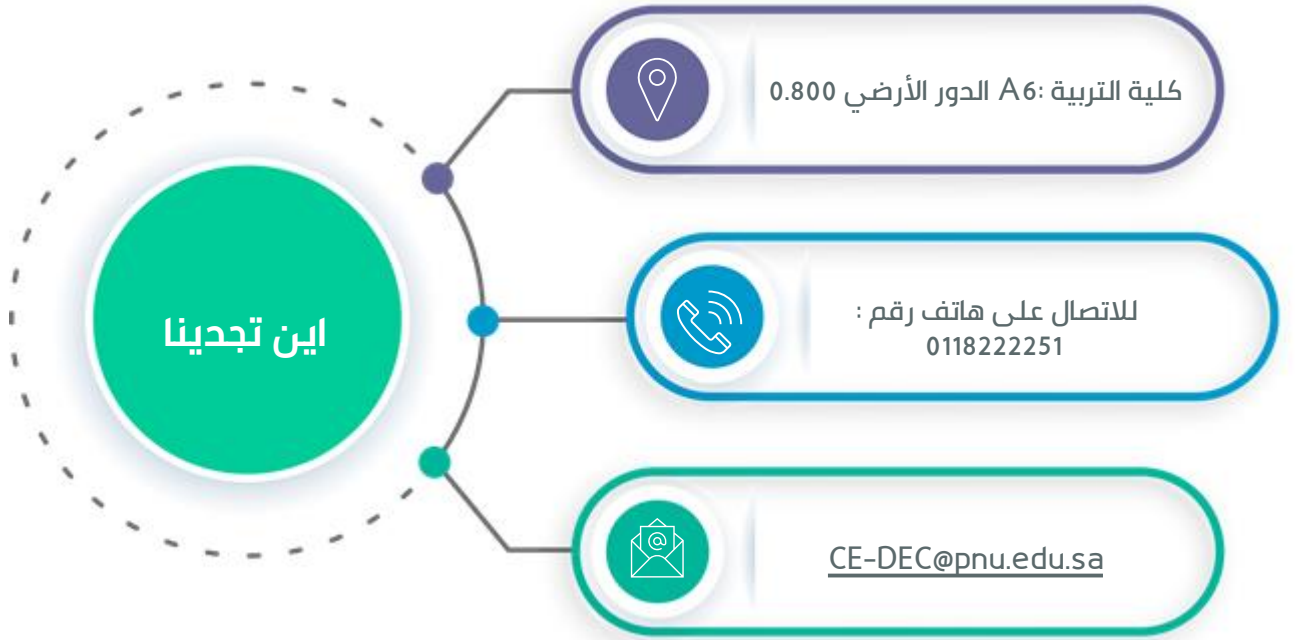 اين تجدينا
كلية التربية :A6 الدور الأرضي 0.800
للاتصال على هاتف رقم :
0118222251
CE-DEC@pnu.edu.sa